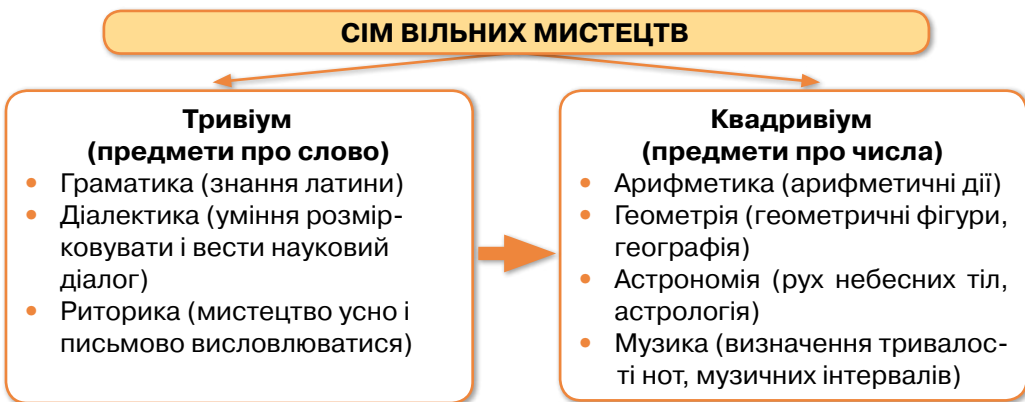 СІМ ВІЛЬНИХ МИСТЕЦТВ
Тривіум
(предмети про слово)
• Граматика (знання латини)
• Діалектика (уміння розмір-
ковувати і вести науковий
діалог)
• Риторика (мистецтво усно і
письмово висловлюватися)
Квадривіум
(предмети про числа)
• Арифметика (арифметичні дії)
• Геометрія (геометричні фігури,
географія)
• Астрономія (рух небесних тіл,
астрологія)
• Музика (визначення тривалос-
ті нот, музичних інтервалів)